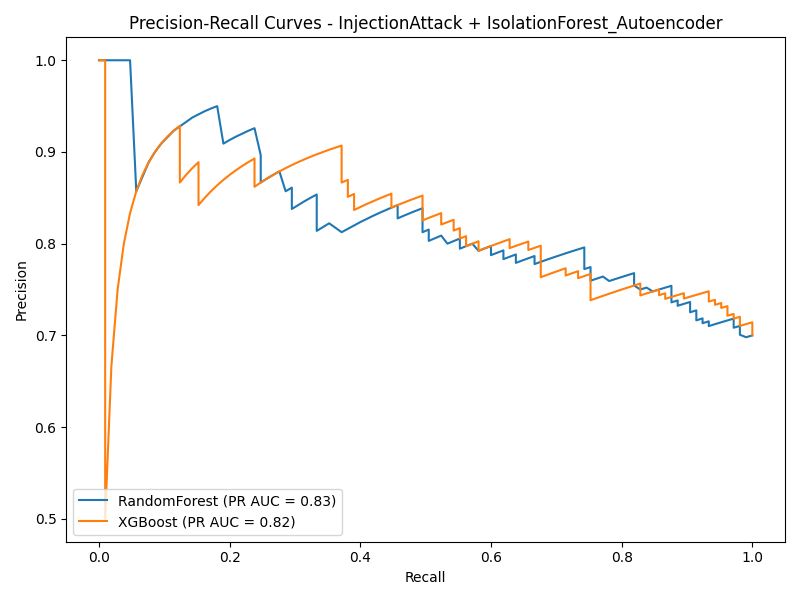 Precision-Recall Curves - InjectionAttack + IsolationForest_Autoencoder
1.0
0.9
0.8
0.7
0.6
0.5
Precision
RandomForest (PR AUC = 0.83)
XGBoost (PR AUC = 0.82)
0.0 0.2 0.4 0.6 0.8 1.0
Recall